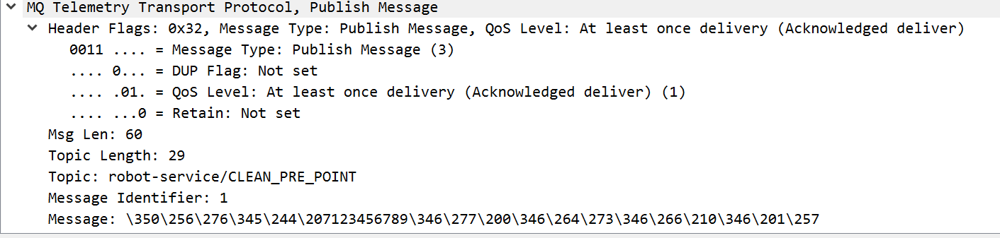 MQ Telemetry Transport Protocol, Publish Message
Header Flags: 0x32, Message Type: Publish Message, QoS Level: At least once delivery (Acknowledged deliver)
0011 .... = Message Type: Publish Message (3)
.... 0... = DUP Flag: Not set
.... .01. = QoS Level: At least once delivery (Acknowledged deliver) (1)
.... ...0 = Retain: Not set
Msg Len: 60
Topic Length: 29
Topic: robot-service/CLEAN_PRE_POINT
Message Identifier: 1
Message: \350\256\276\345\244\207123456789\346\277\200\346\264\273\346\266\210\346\201\257